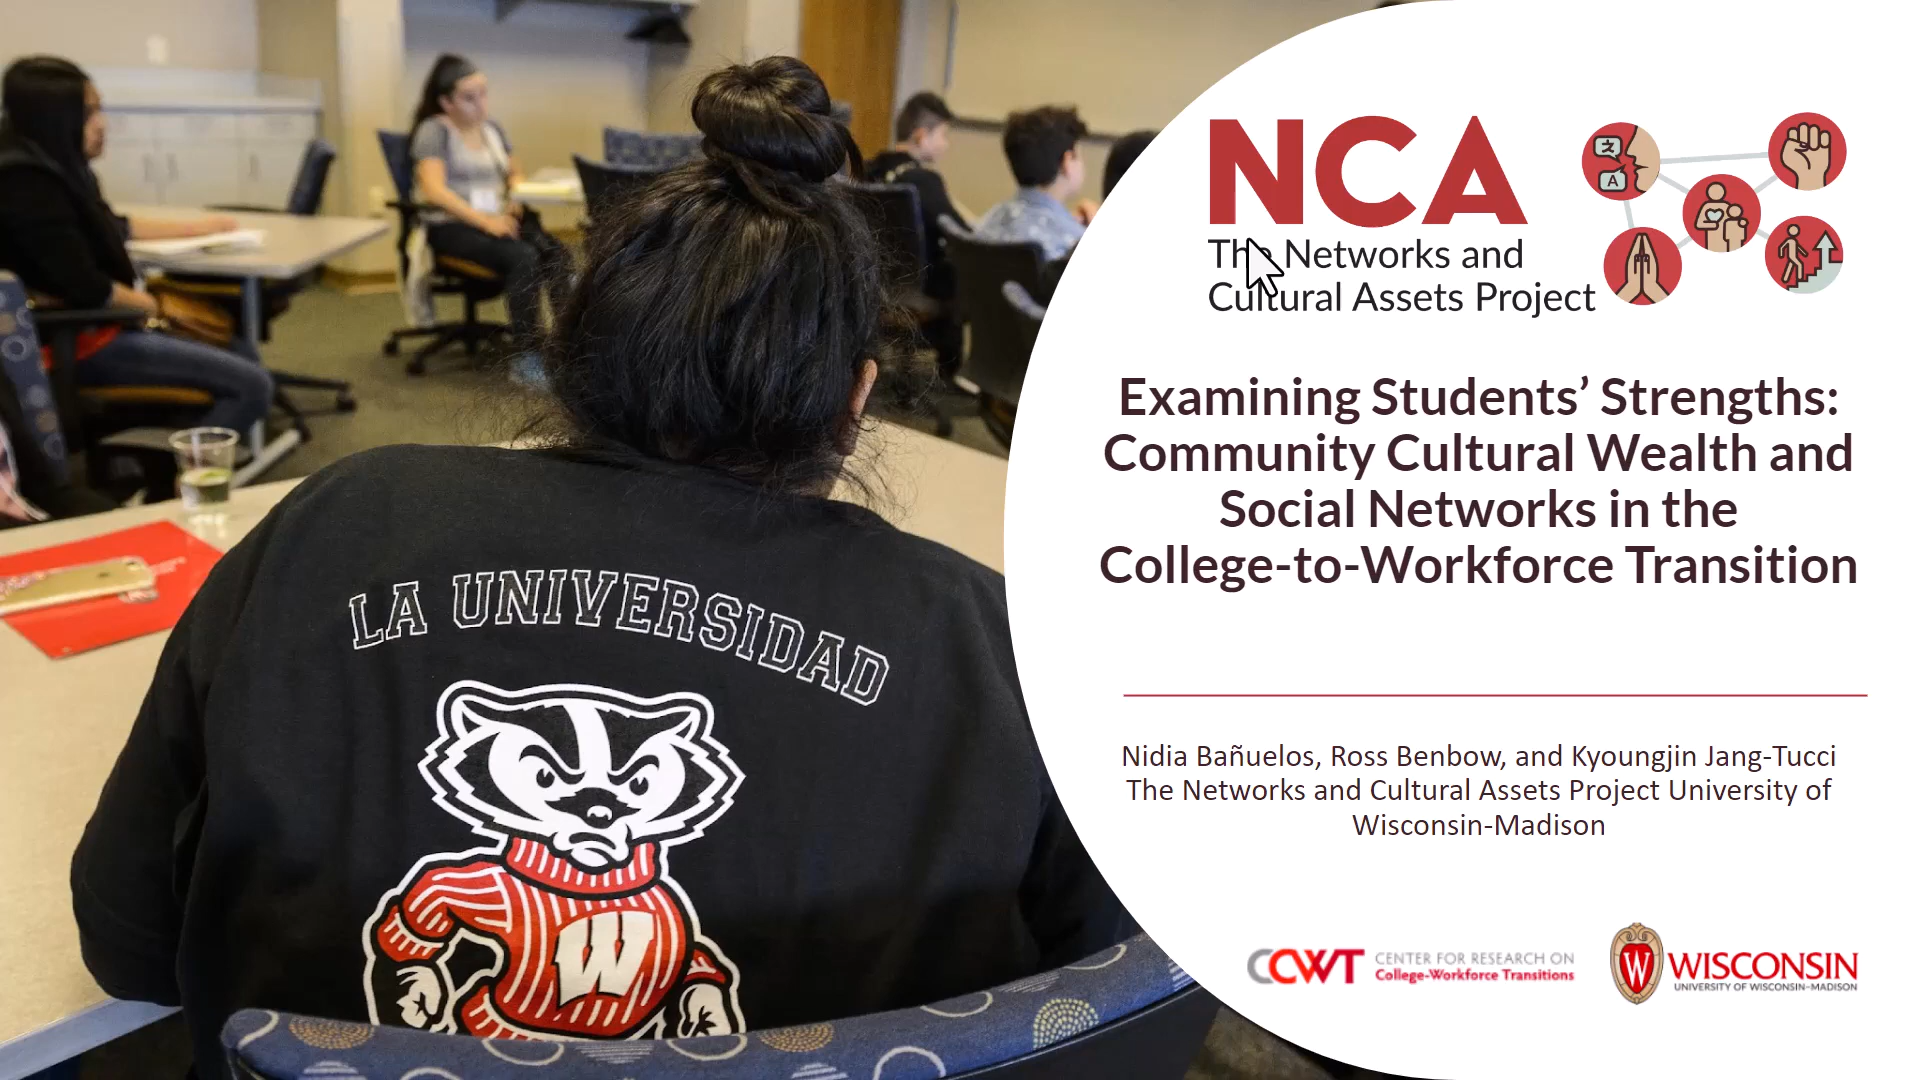 LA UNIVERSIDAD
W
NCA
The Networks and
Cultural Assets Project
A
Examining Students’ Strengths:
Community Cultural Wealth and
Social Networks in the
College-to-Workforce Transition
Nidia Bañuelos, Ross Benbow, and Kyoungjin Jang-Tucci
The Networks and Cultural Assets Project University of
Wisconsin-Madison
CCWT
CENTER FOR RESEARCH ON
College-Workforce Transitions
W
WISCONSIN
UNIVERSITY OF WISCONSIN–MADISON